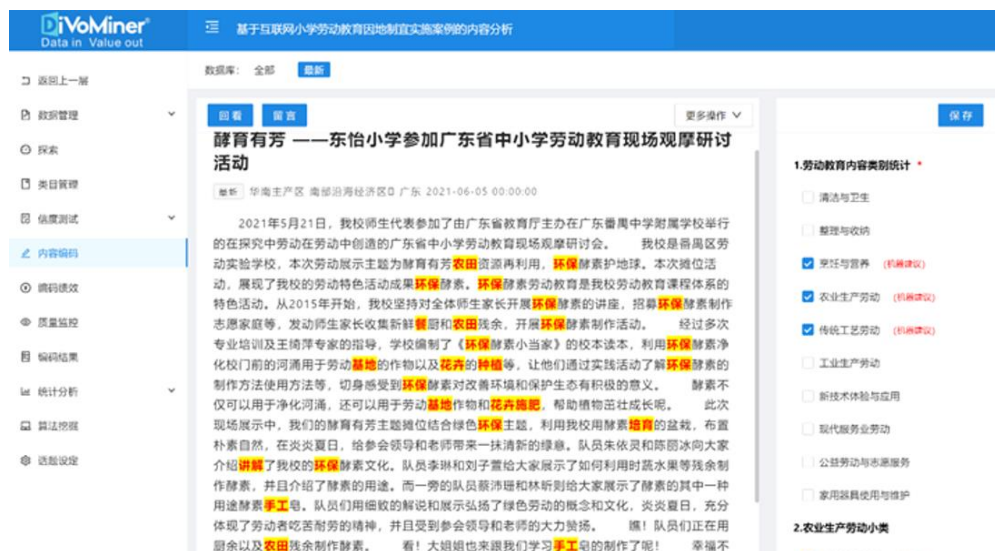 DiVoMiner®
Data in Value out
基于互联网小学劳动教育因地制宜实施案例的内容分析
返回上一层
数据管理
探索
类目管理
信度测试
内容编码
编码绩效
质量监控
编码结果
统计分析
算法挖掘
话题设定
数据库： 全部 最新
回看 留言 更多操作
酵育有芳 ——东怡小学参加广东省中小学劳动教育现场观摩研讨
活动
最新 华南主产区 南部沿海经济区 广东 2021-06-05 00:00:00
2021年5月21日，我校师生代表参加了由广东省教育厅主办在广东番禺中学附属学校举行
的在探究中劳动在劳动中创造的广东省中小学劳动教育现场观摩研讨会。 我校是番禺区劳
动实验学校，本次劳动展示主题为酵育有芳农田资源再利用，环保酵素护地球。本次摊位活
动，展现了我校的劳动特色活动成果环保酵素。环保酵素劳动教育是我校劳动教育课程体系的
特色活动。从2015年开始，我校坚持对全体师生家长开展环保酵素的讲座，招募环保酵素制作
志愿家庭等，发动师生家长收集新鲜餐厨和农田残余，开展环保酵素制作活动。 经过多次
专业培训及王琦萍专家的指导，学校编制了《环保酵素小当家》的校本读本，利用环保酵素净
化校门前的河涌用于劳动基地的作物以及花卉的种植等，让他们通过实践活动了解环保酵素的
制作方法使用方法等，切身感受到环保酵素对改善环境和保护生态有积极的意义。 酵素不
仅可以用于净化河涌，还可以用于劳动基地作物和花卉施肥，帮助植物茁壮成长呢。 此次
现场展示中，我们的酵育有芳主题摊位结合绿色环保主题，利用我校用酵素培育的盆栽，布置
朴素自然，在炎炎夏日，给参会领导和老师带来一抹清新的绿意。队员朱依灵和陈丽冰向大家
介绍讲解了我校的环保酵素文化。队员李琳和刘子萱给大家展示了如何利用时蔬水果等残余制
作酵素，并且介绍了酵素的用途。而一旁的队员蔡沛珊和林昕则给大家展示了酵素的其中一种
用途酵素手工皂。队员们用细致的解说和展示弘扬了绿色劳动的概念和文化，炎炎夏日，充分
体现了劳动者吃苦耐劳的精神，并且受到参会领导和老师的大力赞扬。 瞧！队员们正在用
厨余以及农田残余制作酵素。 看！大姐姐也来跟我们学习手工皂的制作了呢！ 幸福不
保存
1.劳动教育内容类别统计 *
清洁与卫生
整理与收纳
烹饪与营养 (机器建议)
农业生产劳动 (机器建议)
传统工艺劳动 (机器建议)
工业生产劳动
新技术体验与应用
现代服务业劳动
公益劳动与志愿服务
家用器具使用与维护
2.农业生产劳动小类